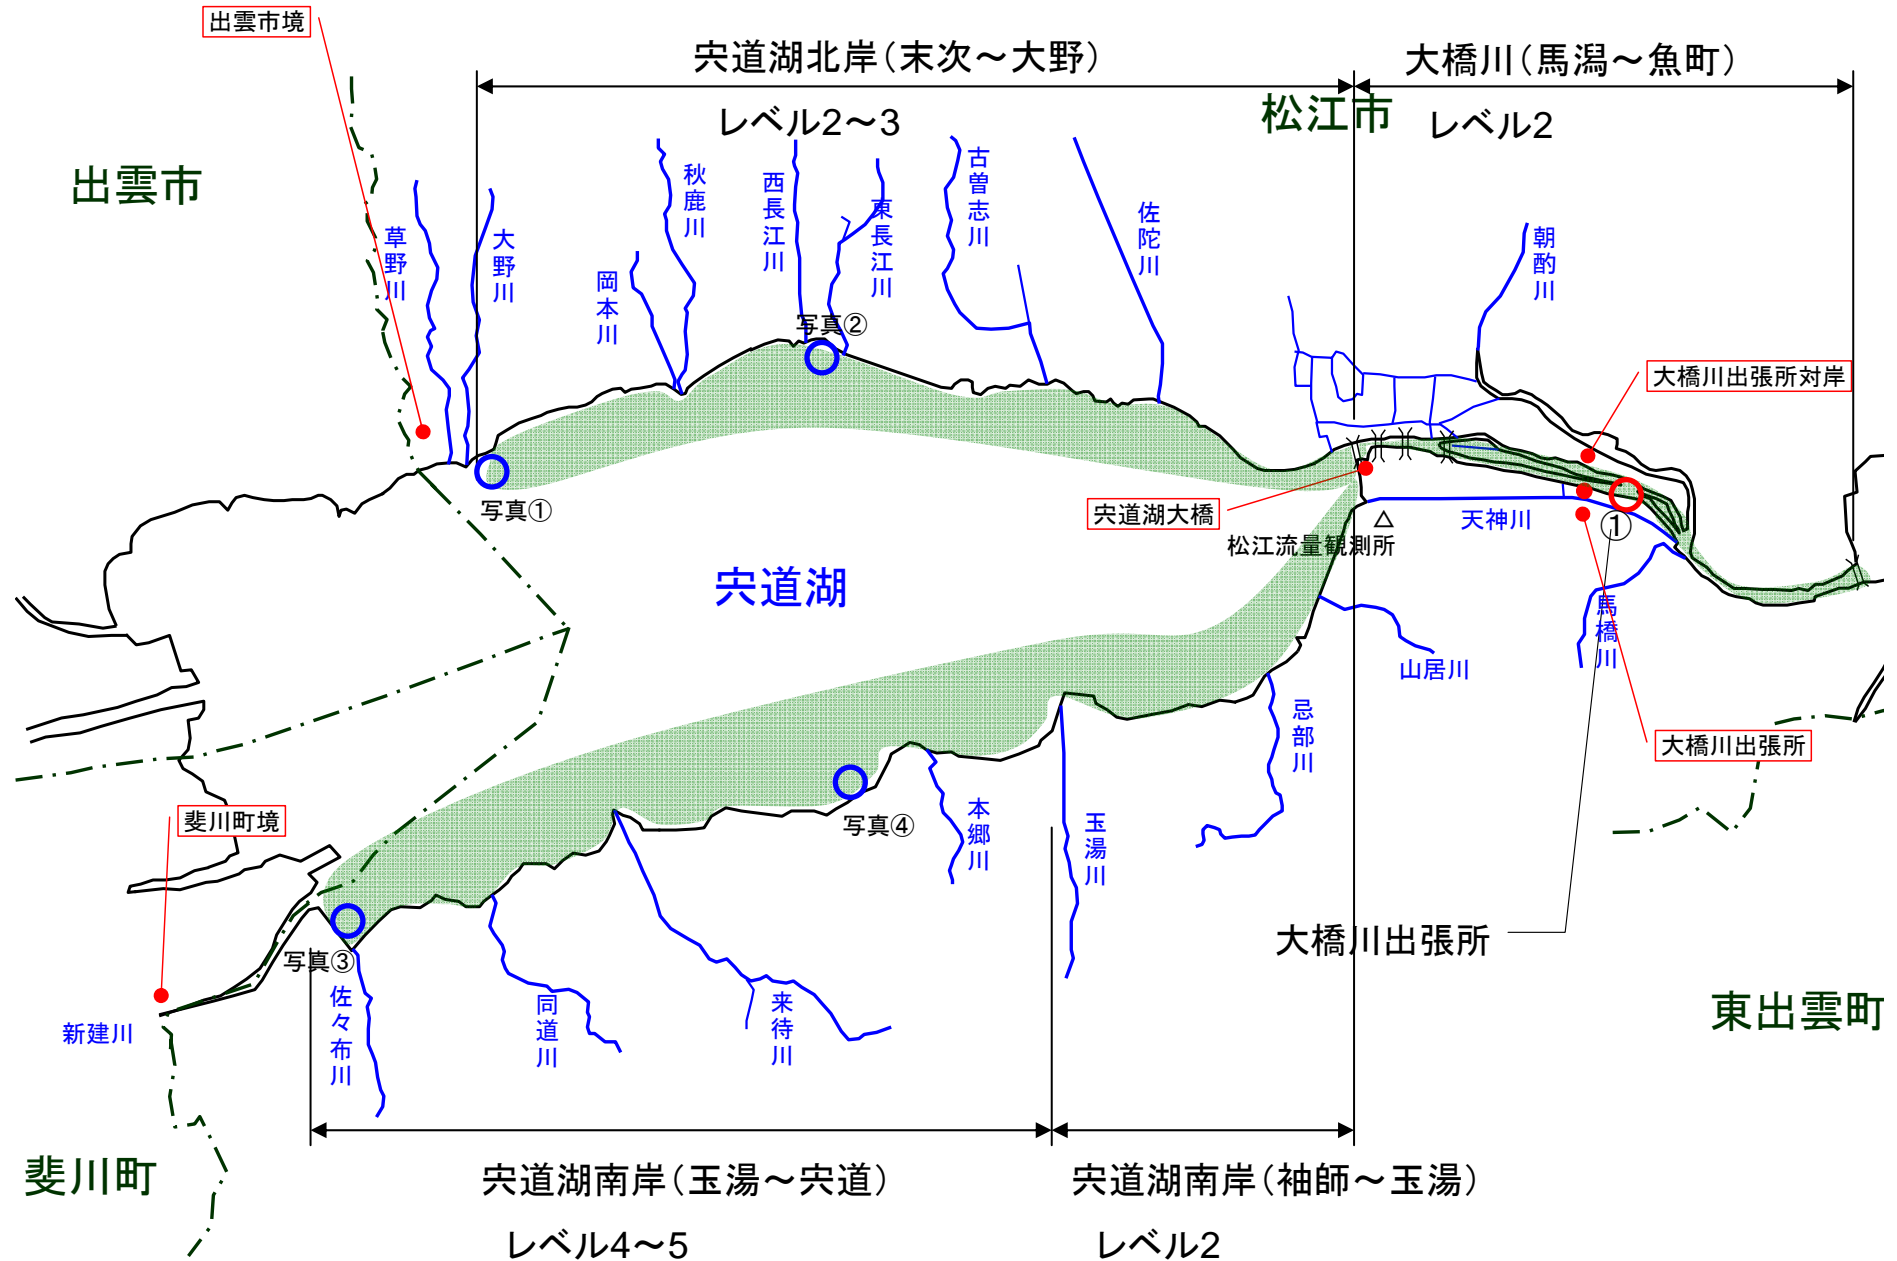 出雲市境
宍道湖北岸（末次～大野）
レベル2～3
大橋川（馬潟～魚町）
レベル2
松江市
出雲市
草野川
大野川
岡本川
秋鹿川
西長江川
東長江川
古曽志川
佐陀川
朝酌川
写真②
写真①
大橋川出張所対岸
宍道湖大橋
松江流量観測所
天神川
①
宍道湖
馬橋川
山居川
忌部川
大橋川出張所
斐川町境
写真④
本郷川
玉湯川
大橋川出張所
写真③
新建川
佐々布川
同道川
来待川
東出雲町
斐川町
宍道湖南岸（玉湯～宍道）
レベル4～5
宍道湖南岸（袖師～玉湯）
レベル2